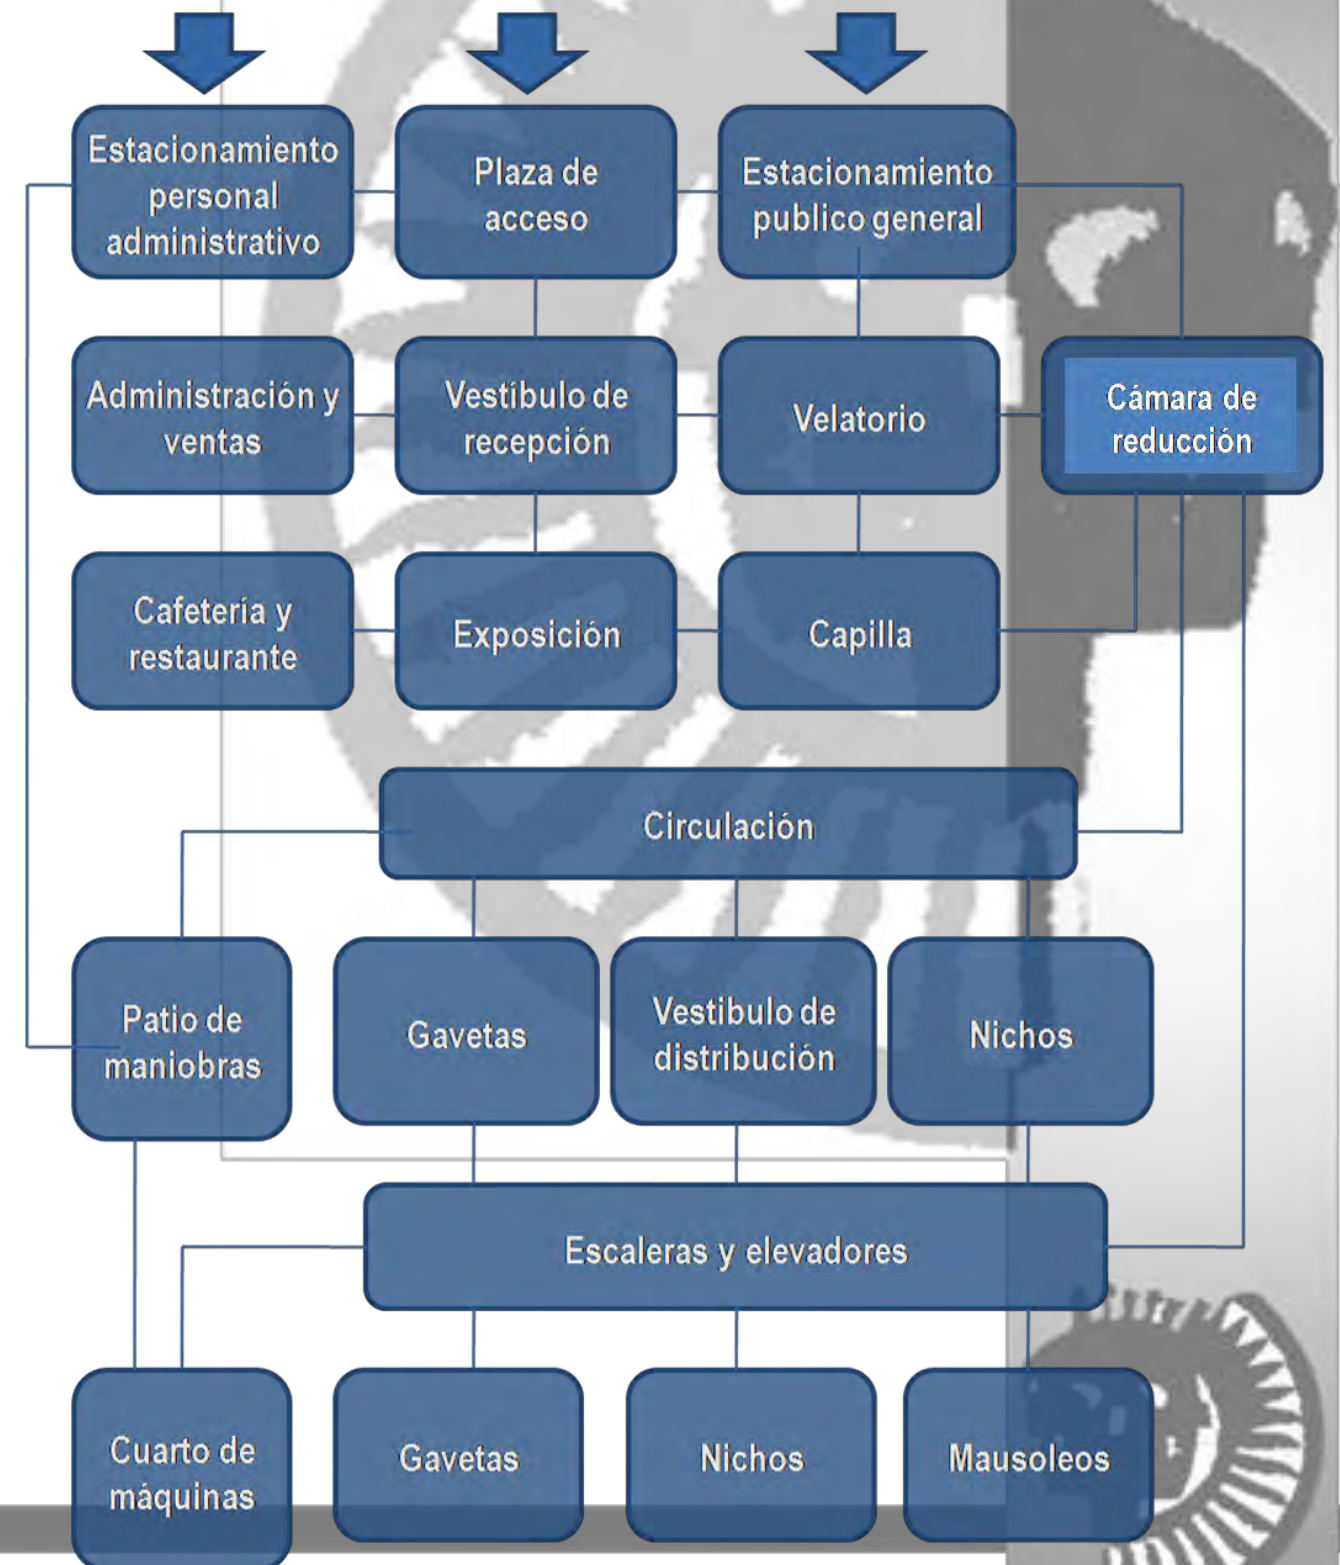 Estacionamiento
personal
administrativo
Plaza de
acceso
Estacionamiento
publico general
Administración y
ventas
Vestíbulo de
recepción
Velatorio
Cámara de
reducción
Cafetería y
restaurante
Exposición
Capilla
Circulación
Patio de
maniobras
Gavetas
Vestibulo de
distribución
Nichos
Escaleras y elevadores
Cuarto de
máquinas
Gavetas
Nichos
Mausoleos